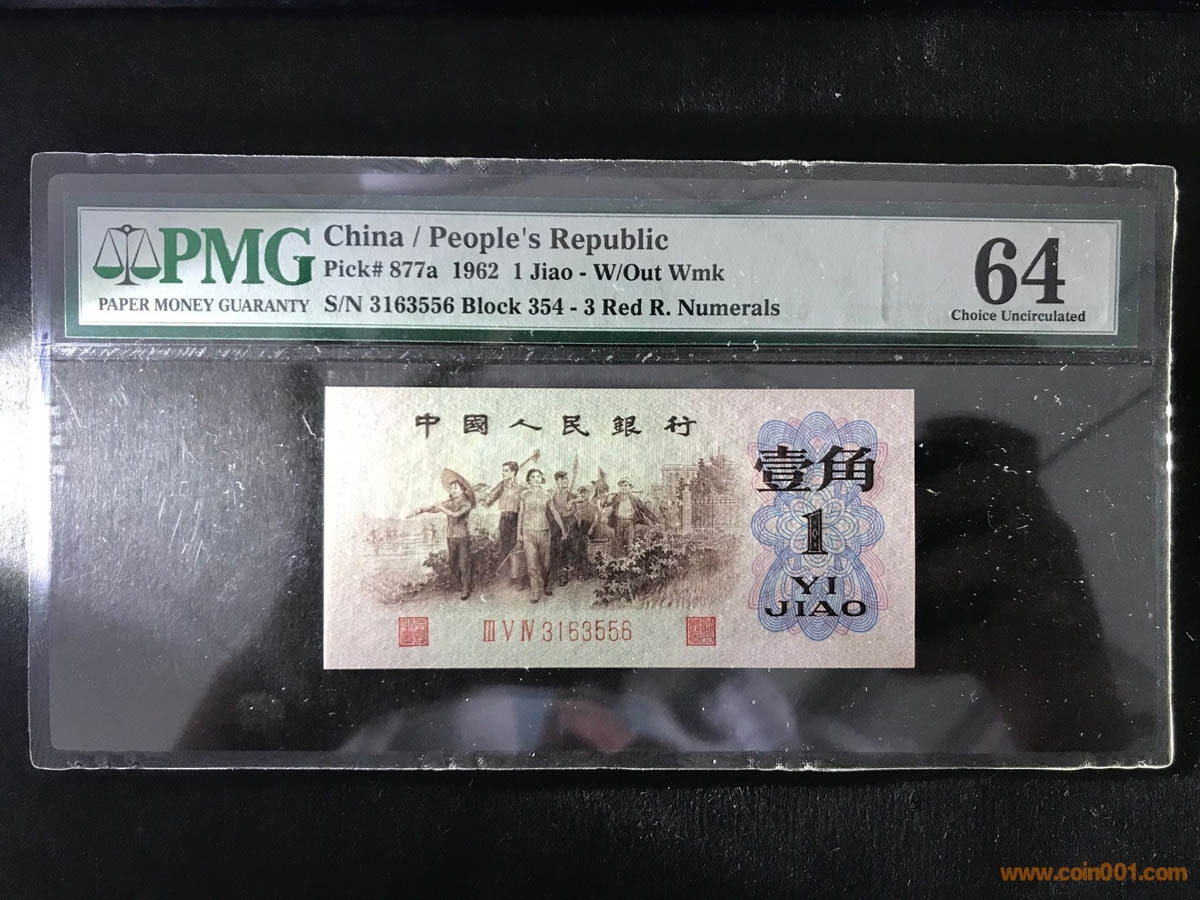 PMG
PAPER MONEY GUARANTY
China / People's Republic
Pick# 877a 1962 1 Jiao - W/Out Wmk
S/N 3163556 Block 354 - 3 Red R. Numerals
64
Choice Uncirculated
中國人民銀行
壹角
1
YI
JIAO
III V IV 3163556
www.coin001.com